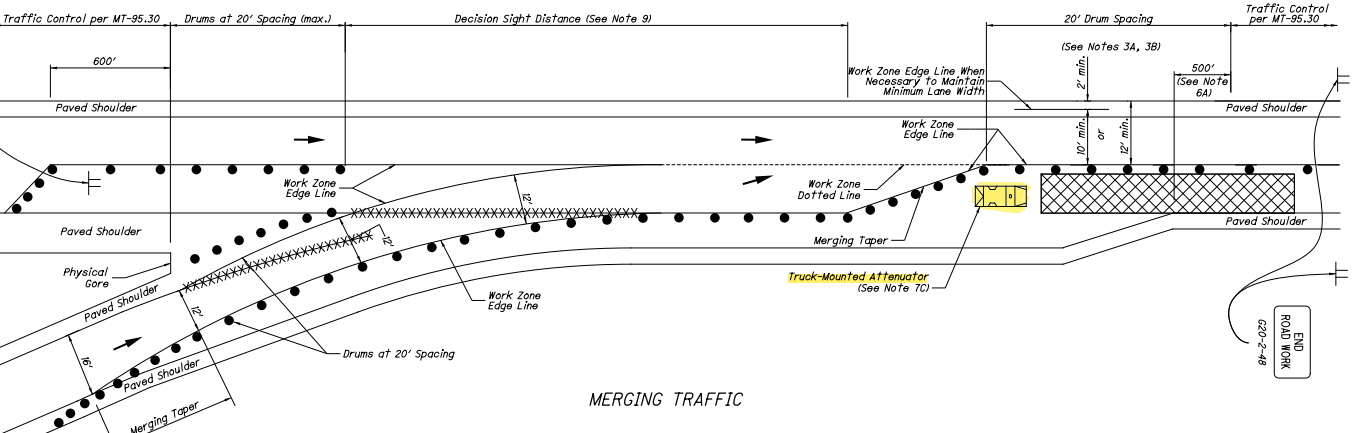 Traffic Control per MT-95.30
Drums at 20' Spacing (max.)
Decision Sight Distance (See Note 9)
20' Drum Spacing
Traffic Control
per MT-95.30
600'
(See Notes 3A, 3B)
2' min.
500'
(See Note
6A)
Work Zone Edge Line When
Necessary to Maintain
Minimum Lane Width
Paved Shoulder
Paved Shoulder
10' min.
or
12' min.
Work Zone
Edge Line
Work Zone
Edge Line
Work Zone
Dotted Line
12'
Paved Shoulder
Paved Shoulder
12'
Merging Taper
Physical
Gore
Truck-Mounted Attenuator
(See Note 7C)
Paved Shoulder
12'
Work Zone
Edge Line
END
ROAD WORK
G20-2-48
16'
Drums at 20' Spacing
Paved Shoulder
Merging Taper
MERGING TRAFFIC